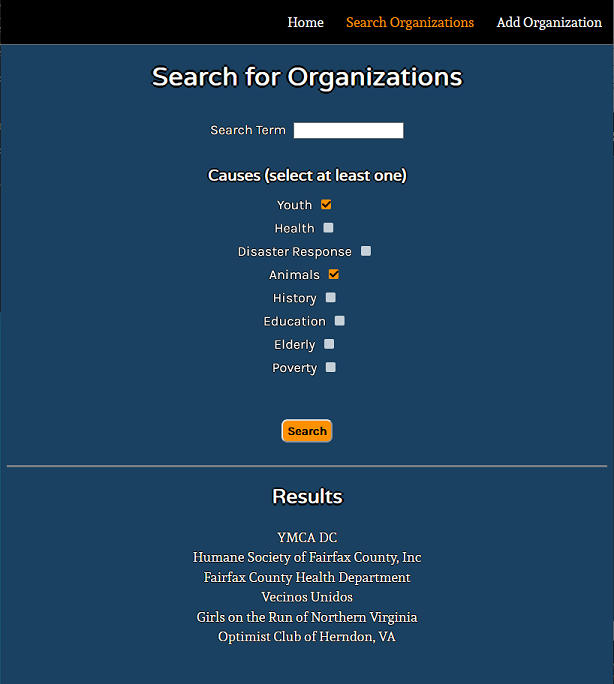 Home Search Organizations Add Organization
Search for Organizations
Search Term
Causes (select at least one)
Youth
Health
Disaster Response
Animals
History
Education
Elderly
Poverty
Search
Results
YMCA DC
Humane Society of Fairfax County, Inc
Fairfax County Health Department
Vecinos Unidos
Girls on the Run of Northern Virginia
Optimist Club of Herndon, VA